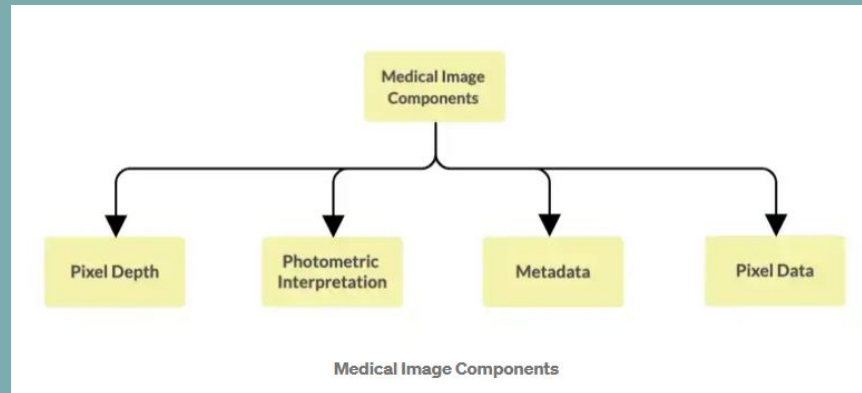 Medical Image
Components
Pixel Depth
Photometric
Interpretation
Metadata
Pixel Data
Medical Image Components